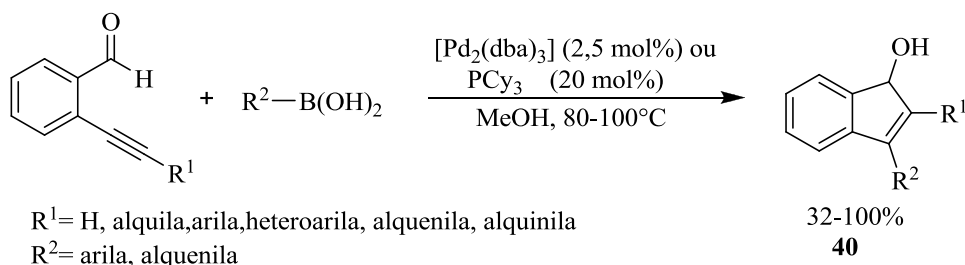 O
H
R¹
+
R²—B(OH)₂
[Pd₂(dba)₃] (2,5 mol%) ou
PCy₃ (20 mol%)
MeOH, 80-100°C
OH
R¹
R²
R¹= H, alquila,arila,heteroarila, alquenila, alquinila
R²= arila, alquenila
32-100%
40